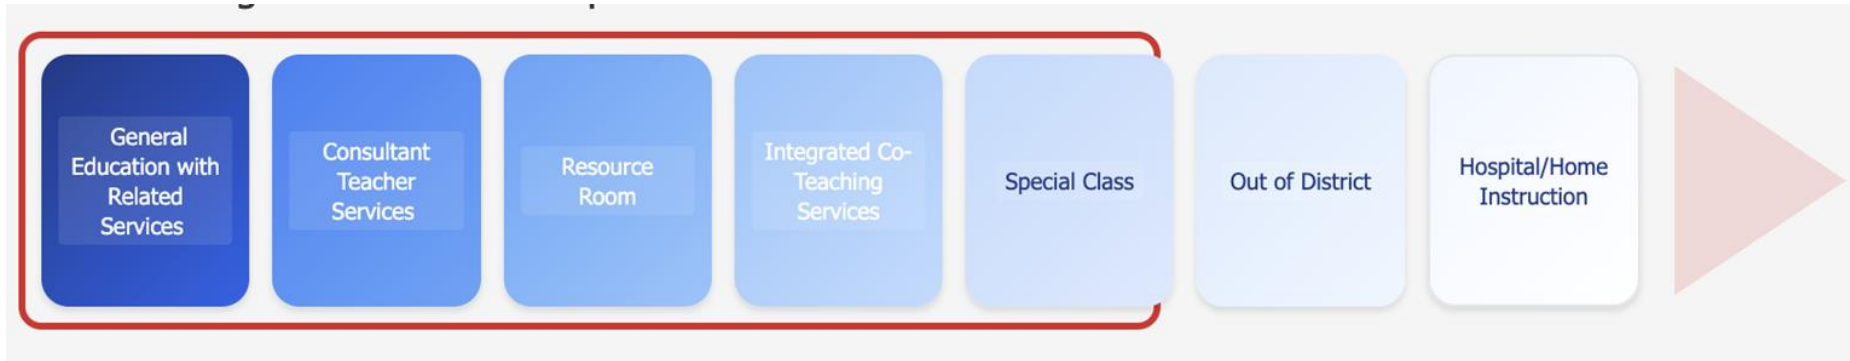 General
Education with
Related
Services
Consultant
Teacher
Services
Resource
Room
Integrated Co-
Teaching
Services
Special Class
Out of District
Hospital/Home
Instruction